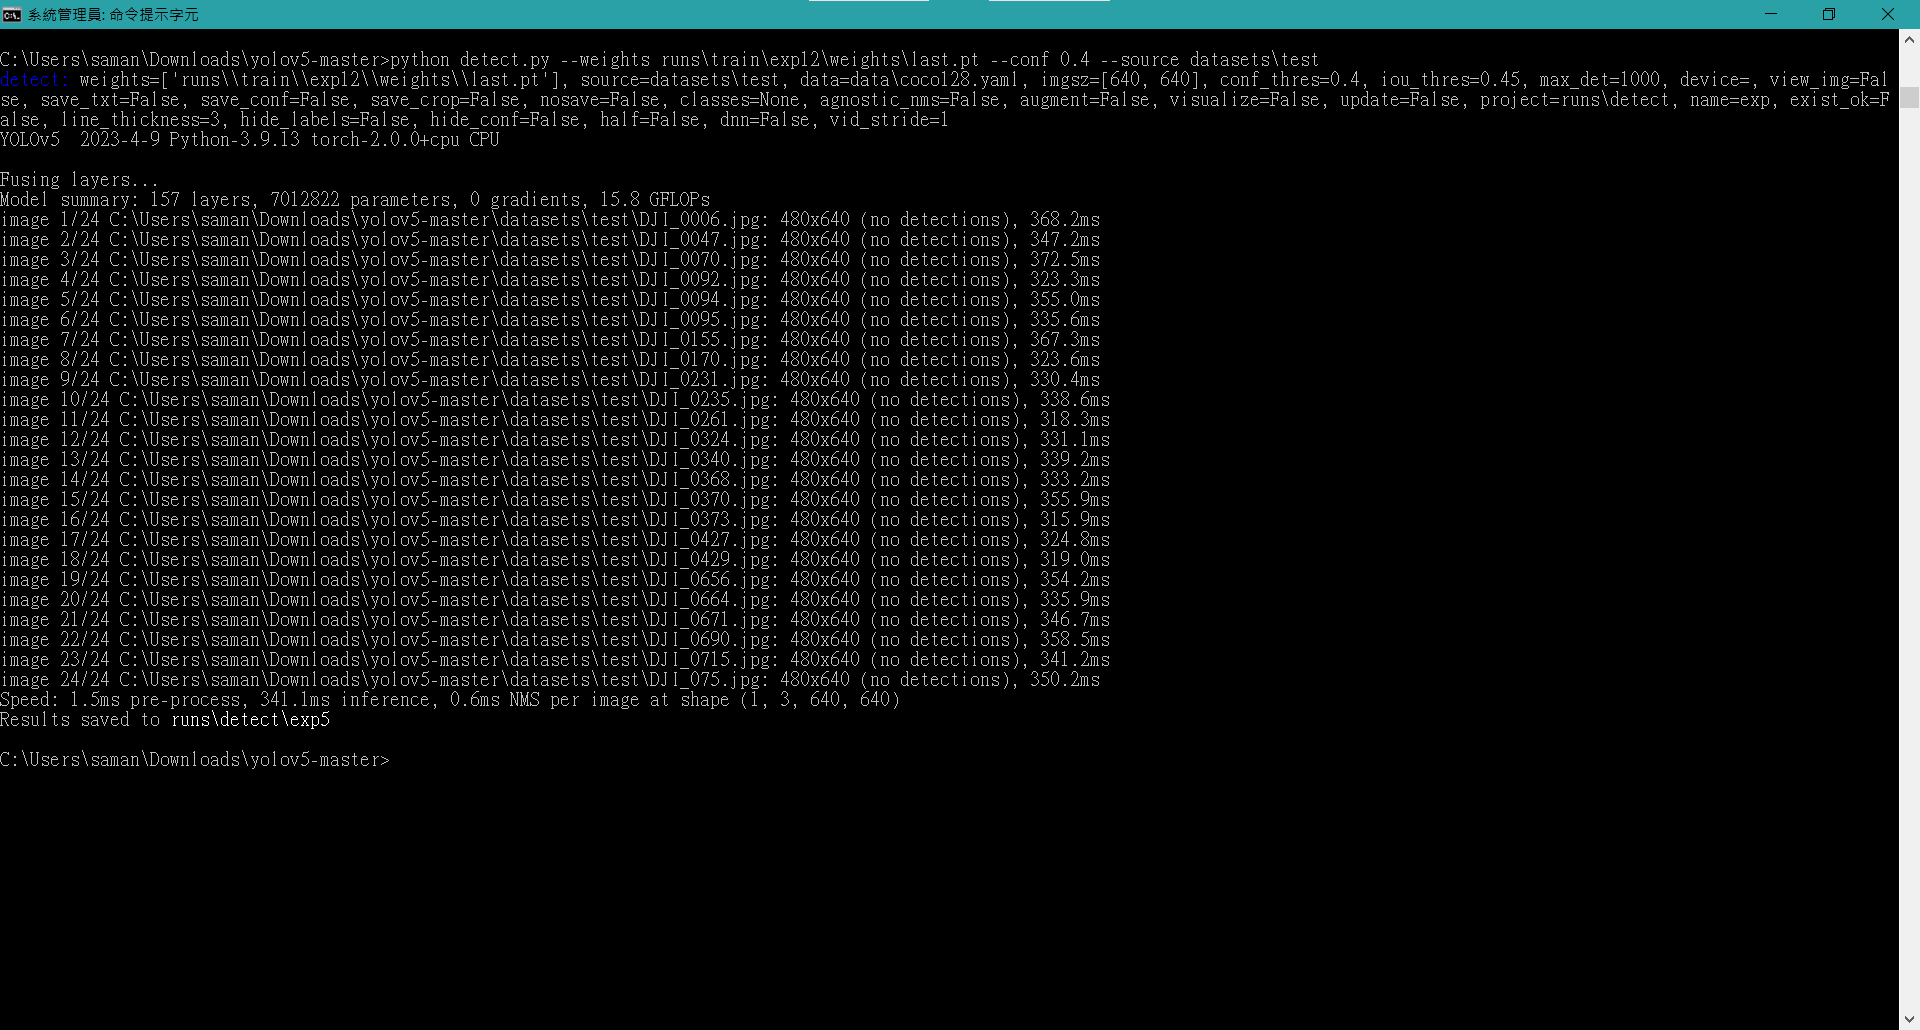 系統管理員: 命令提示字元
C:\Users\saman\Downloads\yolov5-master>python detect.py --weights runs\train\exp12\weights\last.pt --conf 0.4 --source datasets\test
detect: weights=['runs\\train\\exp12\\weights\\last.pt'], source=datasets\test, data=data\coco128.yaml, imgsz=[640, 640], conf_thres=0.4, iou_thres=0.45, max_det=1000, device=, view_img=Fal
se, save_txt=False, save_conf=False, save_crop=False, nosave=False, classes=None, agnostic_nms=False, augment=False, visualize=False, update=False, project=runs\detect, name=exp, exist_ok=F
alse, line_thickness=3, hide_labels=False, hide_conf=False, half=False, dnn=False, vid_stride=1
YOLOv5  2023-4-9 Python-3.9.13 torch-2.0.0+cpu CPU
Fusing layers...
Model summary: 157 layers, 7012822 parameters, 0 gradients, 15.8 GFLOPs
image 1/24 C:\Users\saman\Downloads\yolov5-master\datasets\test\DJI_0006.jpg: 480x640 (no detections), 368.2ms
image 2/24 C:\Users\saman\Downloads\yolov5-master\datasets\test\DJI_0047.jpg: 480x640 (no detections), 347.2ms
image 3/24 C:\Users\saman\Downloads\yolov5-master\datasets\test\DJI_0070.jpg: 480x640 (no detections), 372.5ms
image 4/24 C:\Users\saman\Downloads\yolov5-master\datasets\test\DJI_0092.jpg: 480x640 (no detections), 323.3ms
image 5/24 C:\Users\saman\Downloads\yolov5-master\datasets\test\DJI_0094.jpg: 480x640 (no detections), 355.0ms
image 6/24 C:\Users\saman\Downloads\yolov5-master\datasets\test\DJI_0095.jpg: 480x640 (no detections), 335.6ms
image 7/24 C:\Users\saman\Downloads\yolov5-master\datasets\test\DJI_0155.jpg: 480x640 (no detections), 367.3ms
image 8/24 C:\Users\saman\Downloads\yolov5-master\datasets\test\DJI_0170.jpg: 480x640 (no detections), 323.6ms
image 9/24 C:\Users\saman\Downloads\yolov5-master\datasets\test\DJI_0231.jpg: 480x640 (no detections), 330.4ms
image 10/24 C:\Users\saman\Downloads\yolov5-master\datasets\test\DJI_0235.jpg: 480x640 (no detections), 338.6ms
image 11/24 C:\Users\saman\Downloads\yolov5-master\datasets\test\DJI_0261.jpg: 480x640 (no detections), 318.3ms
image 12/24 C:\Users\saman\Downloads\yolov5-master\datasets\test\DJI_0324.jpg: 480x640 (no detections), 331.1ms
image 13/24 C:\Users\saman\Downloads\yolov5-master\datasets\test\DJI_0340.jpg: 480x640 (no detections), 339.2ms
image 14/24 C:\Users\saman\Downloads\yolov5-master\datasets\test\DJI_0368.jpg: 480x640 (no detections), 333.2ms
image 15/24 C:\Users\saman\Downloads\yolov5-master\datasets\test\DJI_0370.jpg: 480x640 (no detections), 355.9ms
image 16/24 C:\Users\saman\Downloads\yolov5-master\datasets\test\DJI_0373.jpg: 480x640 (no detections), 315.9ms
image 17/24 C:\Users\saman\Downloads\yolov5-master\datasets\test\DJI_0427.jpg: 480x640 (no detections), 324.8ms
image 18/24 C:\Users\saman\Downloads\yolov5-master\datasets\test\DJI_0429.jpg: 480x640 (no detections), 319.0ms
image 19/24 C:\Users\saman\Downloads\yolov5-master\datasets\test\DJI_0656.jpg: 480x640 (no detections), 354.2ms
image 20/24 C:\Users\saman\Downloads\yolov5-master\datasets\test\DJI_0664.jpg: 480x640 (no detections), 335.9ms
image 21/24 C:\Users\saman\Downloads\yolov5-master\datasets\test\DJI_0671.jpg: 480x640 (no detections), 346.7ms
image 22/24 C:\Users\saman\Downloads\yolov5-master\datasets\test\DJI_0690.jpg: 480x640 (no detections), 358.5ms
image 23/24 C:\Users\saman\Downloads\yolov5-master\datasets\test\DJI_0715.jpg: 480x640 (no detections), 341.2ms
image 24/24 C:\Users\saman\Downloads\yolov5-master\datasets\test\DJI_075.jpg: 480x640 (no detections), 350.2ms
Speed: 1.5ms pre-process, 341.1ms inference, 0.6ms NMS per image at shape (1, 3, 640, 640)
Results saved to runs\detect\exp5
C:\Users\saman\Downloads\yolov5-master>